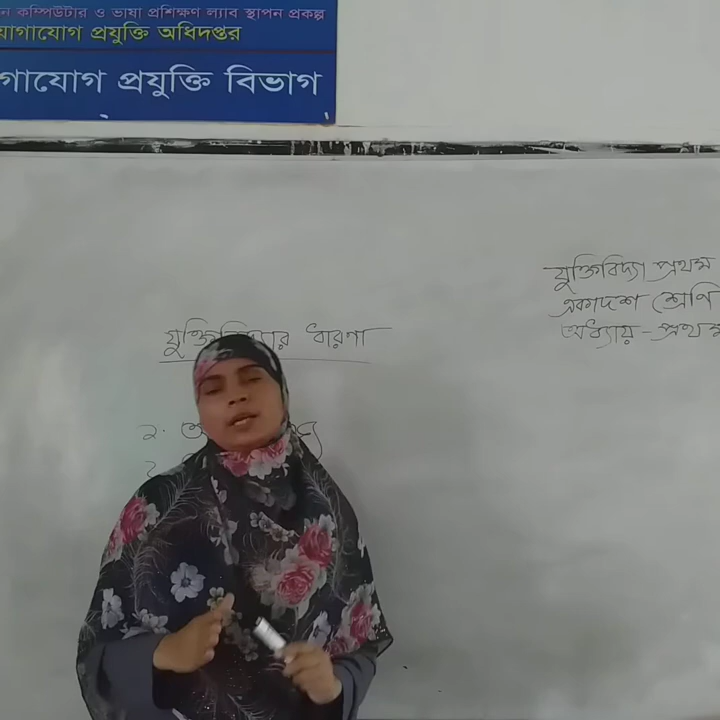 ন কম্পিউটার ও ভাষা প্রশিক্ষণ ল্যাব স্থাপন প্রকল্প
যাগাযোগ প্রযুক্তি অধিদপ্তর
গাযোগ প্রযুক্তি বিভাগ
যুক্তিবিদ্যা প্রথম
একাদশ শ্রেণি
অধ্যায় - প্রথম
যুক্তিবিদ্যার ধারণা